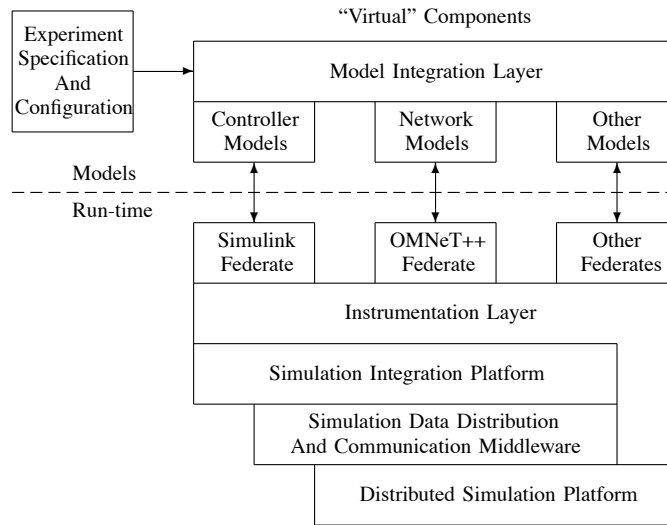 “Virtual” Components
Experiment
Specification
And
Configuration
Model Integration Layer
Controller
Models
Network
Models
Other
Models
Models
Run-time
Simulink
Federate
OMNeT++
Federate
Other
Federates
Instrumentation Layer
Simulation Integration Platform
Simulation Data Distribution
And Communication Middleware
Distributed Simulation Platform